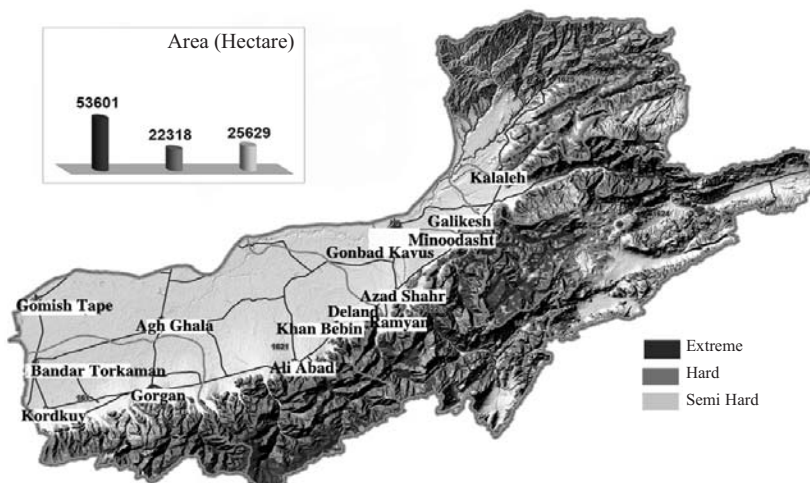 Area (Hectare)
53601
22318
25629
Kalaleh
Galikesh
Minoodasht
Gonbad Kavus
Azad Shahr
Gomish Tape
Deland
Ramyan
Agh Ghala
Khan Bebin
1621
Ali Abad
Bandar Torkaman
Gorgan
Kordkuy
Extreme
Hard
Semi Hard